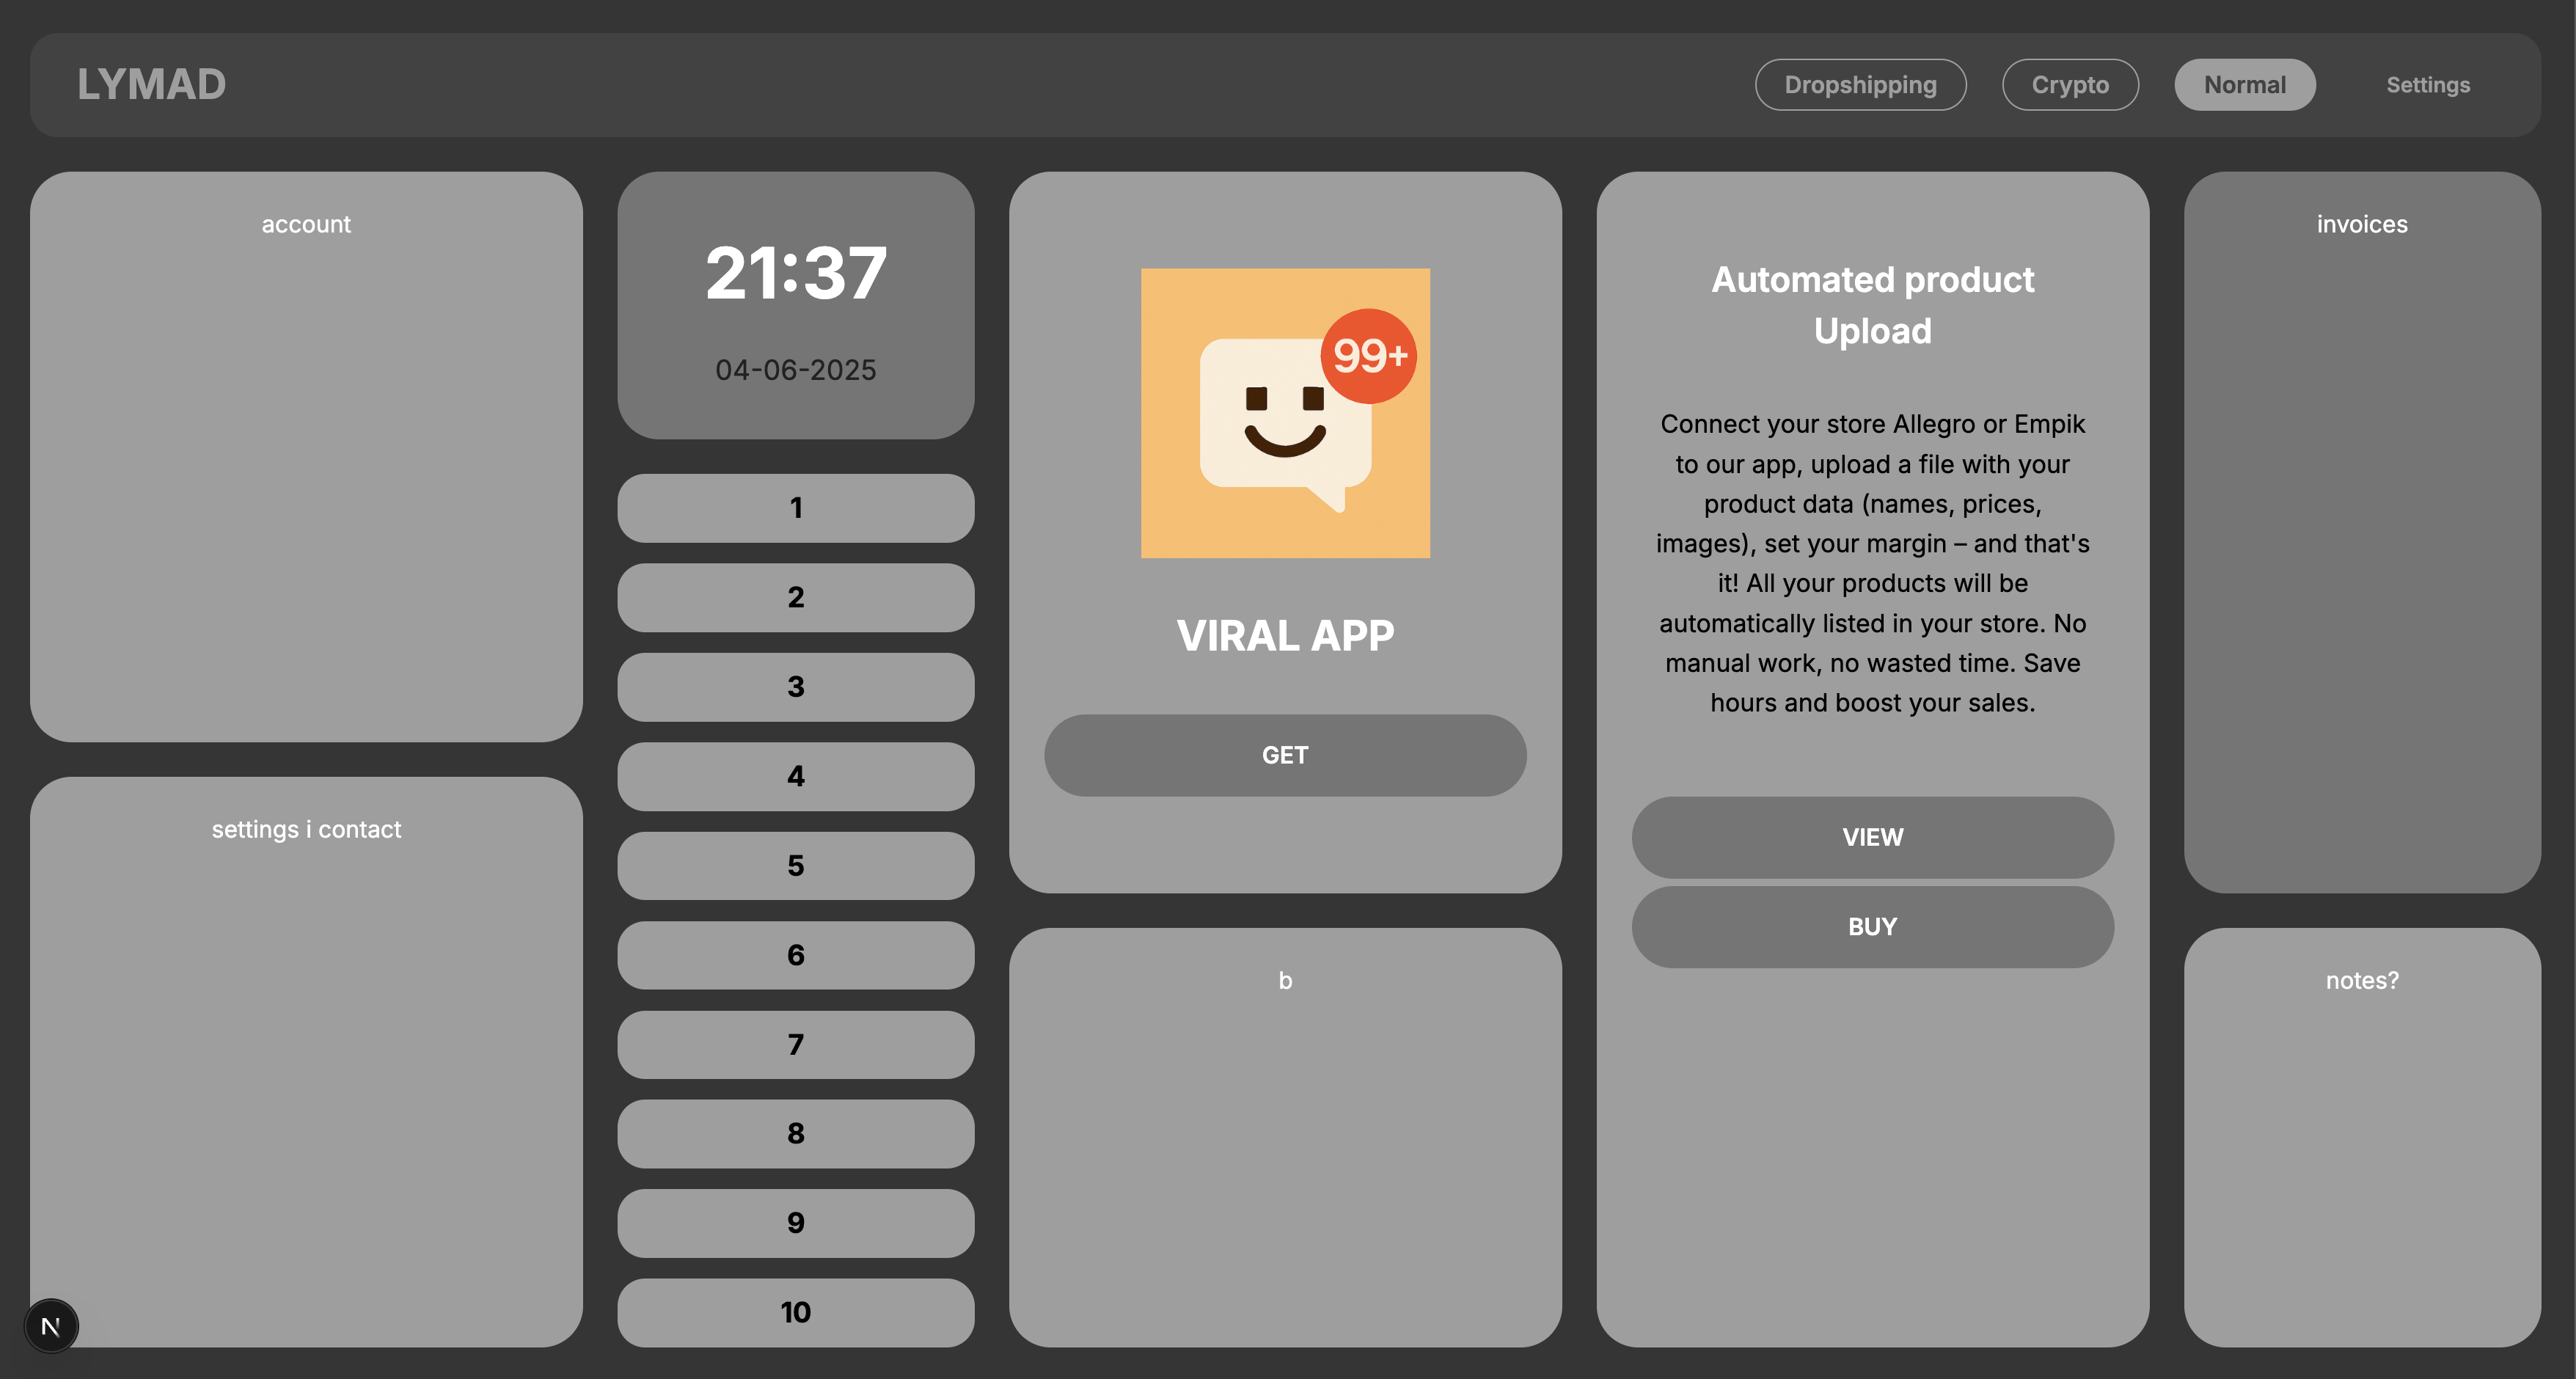 LYMAD
Dropshipping
Crypto
Normal
Settings
account
settings i contact
21:37
04-06-2025
1
2
3
4
5
6
7
8
9
10
99+
VIRAL APP
GET
b
Automated product
Upload
Connect your store Allegro or Empik
to our app, upload a file with your
product data (names, prices,
images), set your margin – and that's
it! All your products will be
automatically listed in your store. No
manual work, no wasted time. Save
hours and boost your sales.
VIEW
BUY
invoices
notes?
N